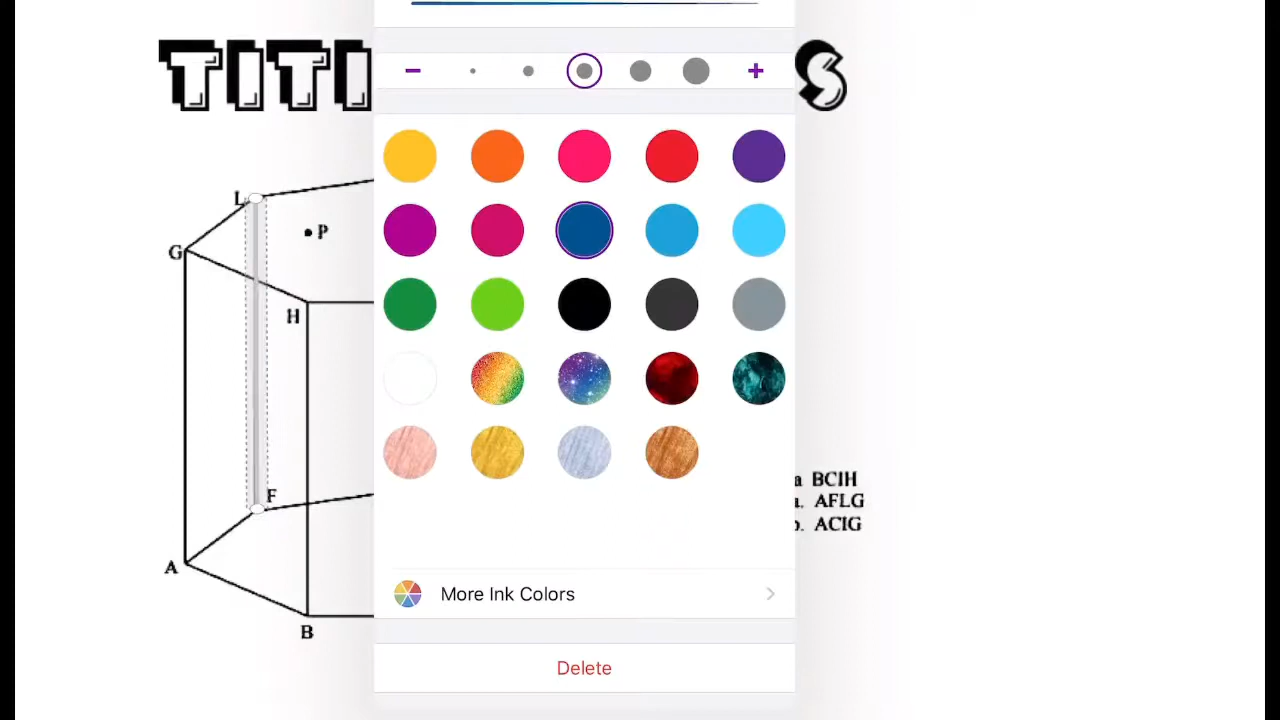 TITI
S
L
P
G
H
F
A
B
BCIH
AFLG
ACIG
More Ink Colors
Delete